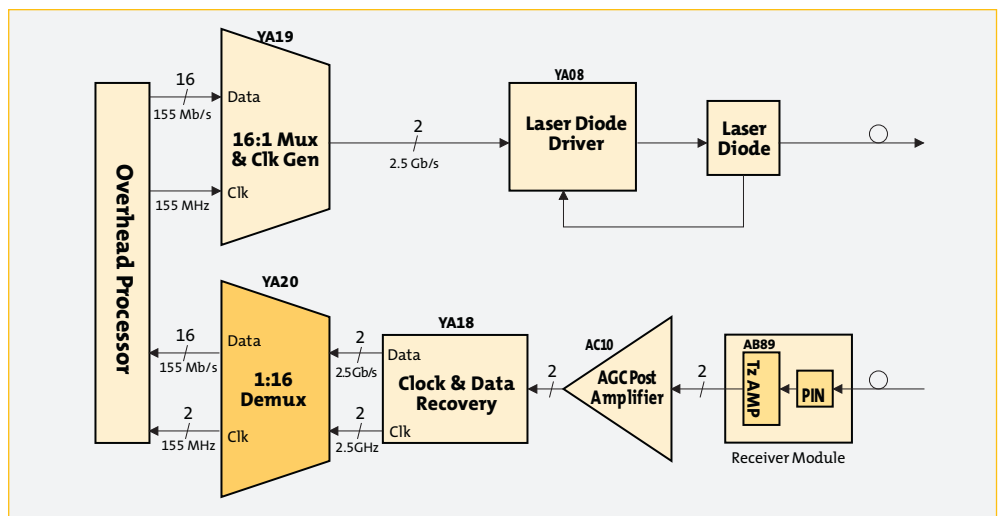 YA19
16
155 Mb/s
Data
16:1 Mux
& Clk Gen
155 MHz
Clk
2
2.5 Gb/s
YA08
Laser Diode
Driver
Laser
Diode
Overhead Processor
YA20
16
155 Mb/s
Data
1:16
Demux
2
155 MHz
Clk
2
2.5Gb/s
2
2.5GHz
YA18
Data
Clock & Data
Recovery
Clk
2
AC10
AGC Post
Amplifier
2
AB89
Tz AMP
PIN
Receiver Module